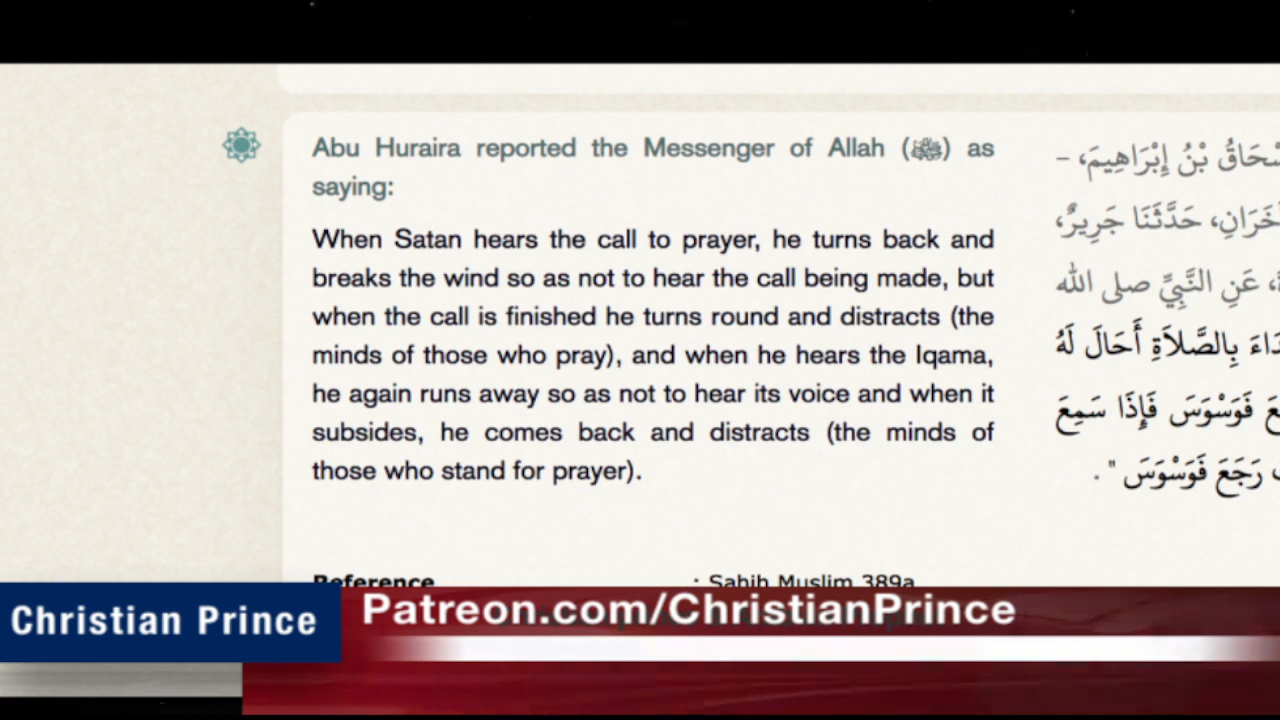 Abu Huraira reported the Messenger of Allah (ﷺ) as
saying:
When Satan hears the call to prayer, he turns back and
breaks the wind so as not to hear the call being made, but
when the call is finished he turns round and distracts (the
minds of those who pray), and when he hears the Iqama,
he again runs away so as not to hear its voice and when it
subsides, he comes back and distracts (the minds of
those who stand for prayer).
بْنُ إِبْرَاهِيمَ، –
حَدَّثَنَا جَرِيرٌ،
عَنِ النَّبِيِّ صلى الله
بِالصَّلاَةِ أَحَالَ لَهُ
فَوَسْوَسَ فَإِذَا سَمِعَ
رَجَعَ فَوَسْوَسَ " .
Reference : Sahih Muslim 389a
Christian Prince
Patreon.com/ChristianPrince